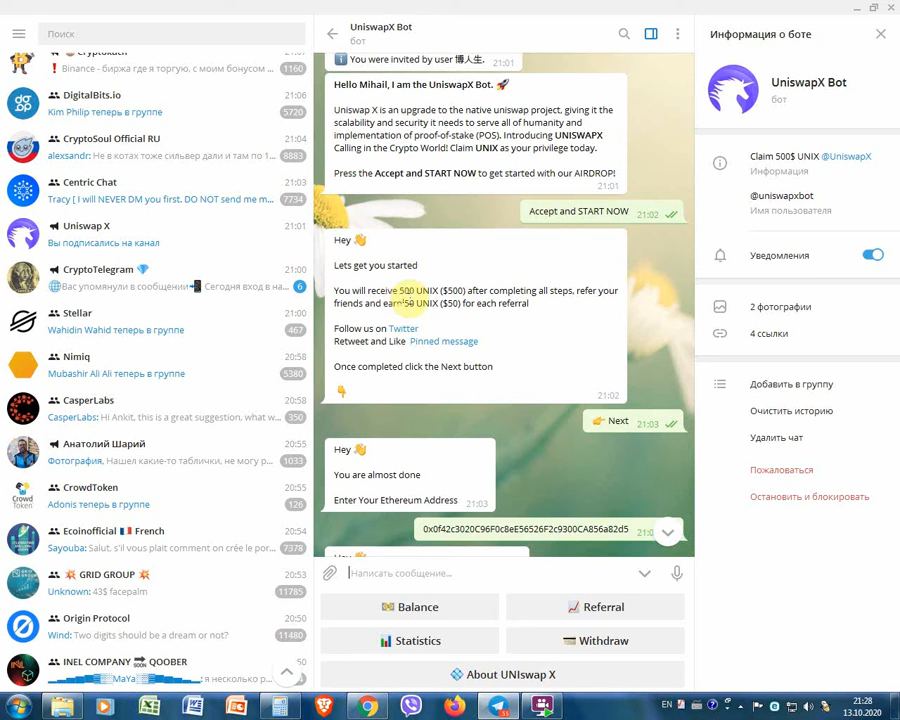 Поиск
21:07
Binance - биржа где я торгую, с моим бонусом ...
1160
DigitalBits.io
21:06
Kim Philip теперь в группе
5720
CryptoSoul Official RU
21:04
alexsandr: Не в котах тоже сильвер дали и там по 1...
8883
Centric Chat
21:03
Tracy [ I will NEVER DM you first. DO NOT send me m...
7734
Uniswap X
21:01
Вы подписались на канал
CryptoTelegram
21:00
Вас упомянули в сообщении Сегодня вход в на...
6
Stellar
21:00
Wahidin Wahid теперь в группе
467
Nimiq
20:58
Mubashir Ali Ali теперь в группе
5380
CasperLabs
20:58
CasperLabs: Hi Ankit, this is a great suggestion, what w...
350
Анатолий Шарий
20:55
Фотография, Нашел какие-то таблички, не могу р...
1033
CrowdToken
20:55
Adonis теперь в группе
126
Crowd
Token
Ecoinofficial French
20:54
Sayouba: Salut, s'il vous plait comment on crée le po...
7378
GRID GROUP
20:53
Unknown: 43$ facepalm
11785
Origin Protocol
20:52
Wind: Two digits should be a dream or not?
11480
INEL COMPANY SOON QOOBER
MaYa : я несколько р...
UniswapX Bot
бот
You were invited by user 博人生.
21:01
Hello Mihail, I am the UniswapX Bot.
Uniswap X is an upgrade to the native uniswap project, giving it the
scalability and security it needs to serve all of humanity and
implementation of proof-of-stake (POS). Introducing UNISWAPX
Calling in the Crypto World! Claim UNIX as your privilege today.
Press the Accept and START NOW to get started with our AIRDROP!
21:01
Accept and START NOW
21:02
Hey
Lets get you started
You will receive 500 UNIX ($500) after completing all steps, refer your
friends and earn 50 UNIX ($50) for each referral
Follow us on Twitter
Retweet and Like Pinned message
Once completed click the Next button
21:02
Next
21:03
Hey
You are almost done
Enter Your Ethereum Address
21:03
0x0f42c3020C96F0c8eE56526F2c9300CA856a82d5
Написать сообщение...
Balance
Referral
Statistics
Withdraw
About UNIswap X
Информация о боте
UniswapX Bot
бот
Claim 500$ UNIX @UniswapX
Информация
@uniswapxbot
Имя пользователя
Уведомления
2 фотографии
4 ссылки
Добавить в группу
Очистить историю
Удалить чат
Пожаловаться
Остановить и блокировать
EN
21:28
13.10.2020